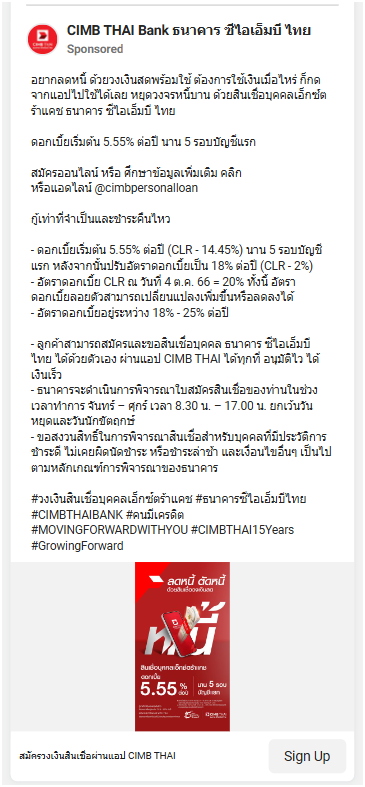 CIMB THAI Bank ธนาคาร ซีไอเอ็มบี ไทย
Sponsored
อยากลดหนี้ ด้วยวงเงินสดพร้อมใช้ ต้องการใช้เงินเมื่อไหร่ ก็กด
จากแอปไปใช้ได้เลย หยุดวงจรหนี้บาน ด้วยสินเชื่อบุคคลเอ็กซ์ต
ร้าแคช ธนาคาร ซีไอเอ็มบี ไทย
ดอกเบี้ยเริ่มต้น 5.55% ต่อปี นาน 5 รอบบัญชีแรก
สมัครออนไลน์ หรือ ศึกษาข้อมูลเพิ่มเติม คลิก
หรือแอดไลน์ @cimbpersonalloan
กู้เท่าที่จำเป็นและชำระคืนไหว
- ดอกเบี้ยเริ่มต้น 5.55% ต่อปี (CLR - 14.45%) นาน 5 รอบบัญชี
แรก หลังจากนั้นปรับอัตราดอกเบี้ยเป็น 18% ต่อปี (CLR - 2%)
- อัตราดอกเบี้ย CLR ณ วันที่ 4 ต.ค. 66 = 20% ทั้งนี้ อัตรา
ดอกเบี้ยลอยตัวสามารถเปลี่ยนแปลงเพิ่มขึ้นหรือลดลงได้
- อัตราดอกเบี้ยอยู่ระหว่าง 18% - 25% ต่อปี
- ลูกค้าสามารถสมัครและขอสินเชื่อบุคคล ธนาคาร ซีไอเอ็มบี
ไทย ได้ด้วยตัวเอง ผ่านแอป CIMB THAI ได้ทุกที่ อนุมัติไว ได้
เงินเร็ว
- ธนาคารจะดำเนินการพิจารณาใบสมัครสินเชื่อของท่านในช่วง
เวลาทำการ จันทร์ – ศุกร์ เวลา 8.30 น. – 17.00 น. ยกเว้นวัน
หยุดและวันนักขัตฤกษ์
- ขอสงวนสิทธิ์ในการพิจารณาสินเชื่อสำหรับบุคคลที่มีประวัติการ
ชำระดี ไม่เคยผิดนัดชำระ หรือชำระล่าช้า และเงื่อนไขอื่นๆ เป็นไป
ตามหลักเกณฑ์การพิจารณาของธนาคาร
#วงเงินสินเชื่อบุคคลเอ็กซ์ตร้าแคช #ธนาคารซีไอเอ็มบีไทย
#CIMBTHAIBANK #คนมีเครดิต
#MOVINGFORWARDWITHYOU #CIMBTHAI15Years
#GrowingForward
ลดหนี้ ตัดหนี้
ด้วยสินเชื่อวงเงินสด
หนี้
สินเชื่อบุคคลเอ็กซ์ตร้าแคช
ดอกเบี้ย
5.55% ต่อปี
นาน 5 รอบ
บัญชีแรก
สมัครวงเงินสินเชื่อผ่านแอป CIMB THAI
Sign Up